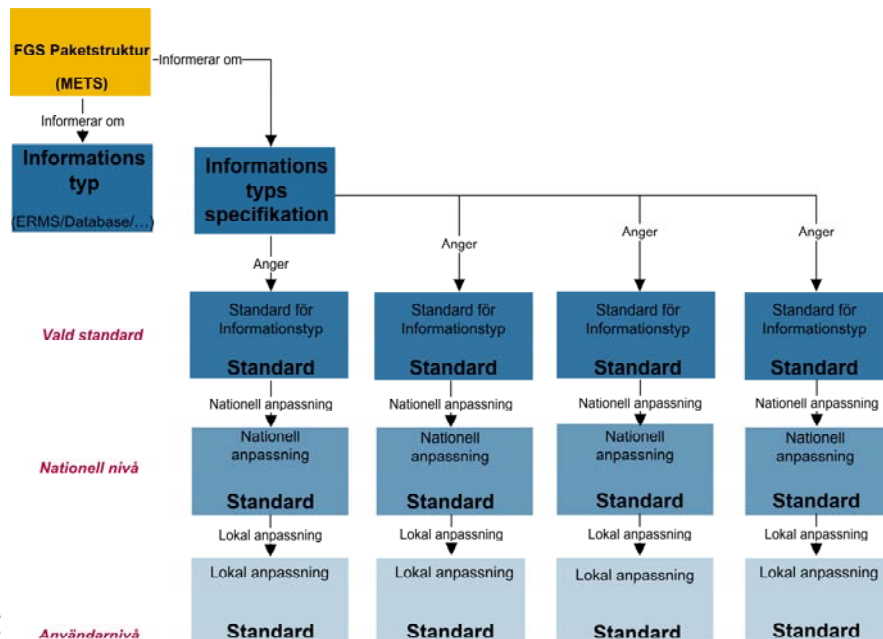 FGS Paketstruktur
(METS)
Informerar om
Informerar om
Informations
typ
(ERMS/Database/...)
Informations
typs
specifikation
Anger
Anger
Anger
Anger
Vald standard
Standard för
Informationstyp
Standard
Standard för
Informationstyp
Standard
Standard för
Informationstyp
Standard
Standard för
Informationstyp
Standard
Nationell anpassning
Nationell anpassning
Nationell anpassning
Nationell anpassning
Nationell nivå
Nationell
anpassning
Standard
Nationell
anpassning
Standard
Nationell
anpassning
Standard
Nationell
anpassning
Standard
Lokal anpassning
Lokal anpassning
Lokal anpassning
Lokal anpassning
Användarnivå
Lokal anpassning
Standard
Lokal anpassning
Standard
Lokal anpassning
Standard
Lokal anpassning
Standard